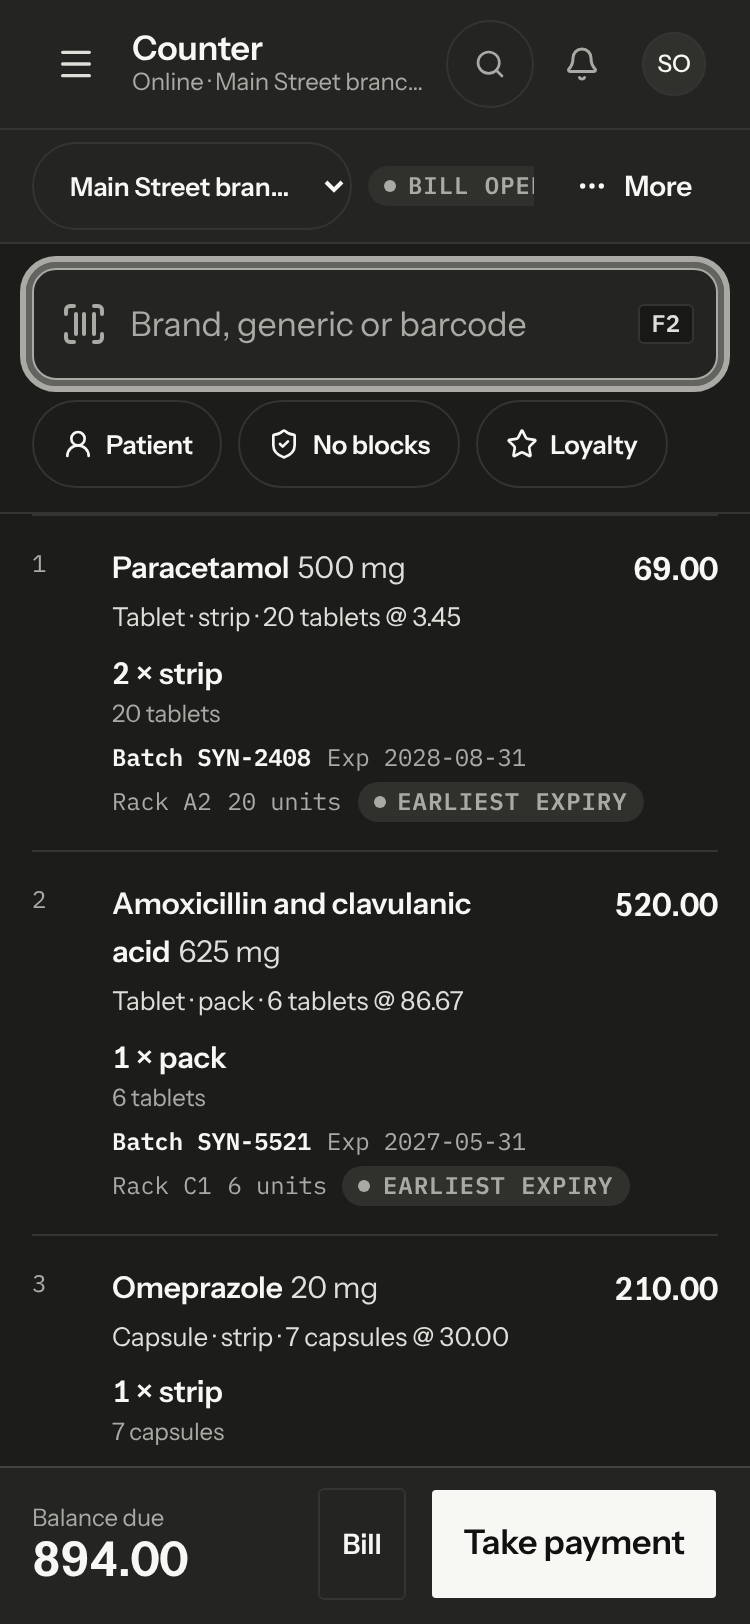 Counter
Online · Main Street branc...
SO
Main Street bran...
BILL OPE
More
Brand, generic or barcode
F2
Patient
No blocks
Loyalty
1
Paracetamol 500 mg
69.00
Tablet · strip · 20 tablets @ 3.45
2 × strip
20 tablets
Batch SYN-2408 Exp 2028-08-31
Rack A2 20 units EARLIEST EXPIRY
2
Amoxicillin and clavulanic
520.00
acid 625 mg
Tablet · pack · 6 tablets @ 86.67
1 × pack
6 tablets
Batch SYN-5521 Exp 2027-05-31
Rack C1 6 units EARLIEST EXPIRY
3
Omeprazole 20 mg
210.00
Capsule · strip · 7 capsules @ 30.00
1 × strip
7 capsules
Balance due
894.00
Bill
Take payment